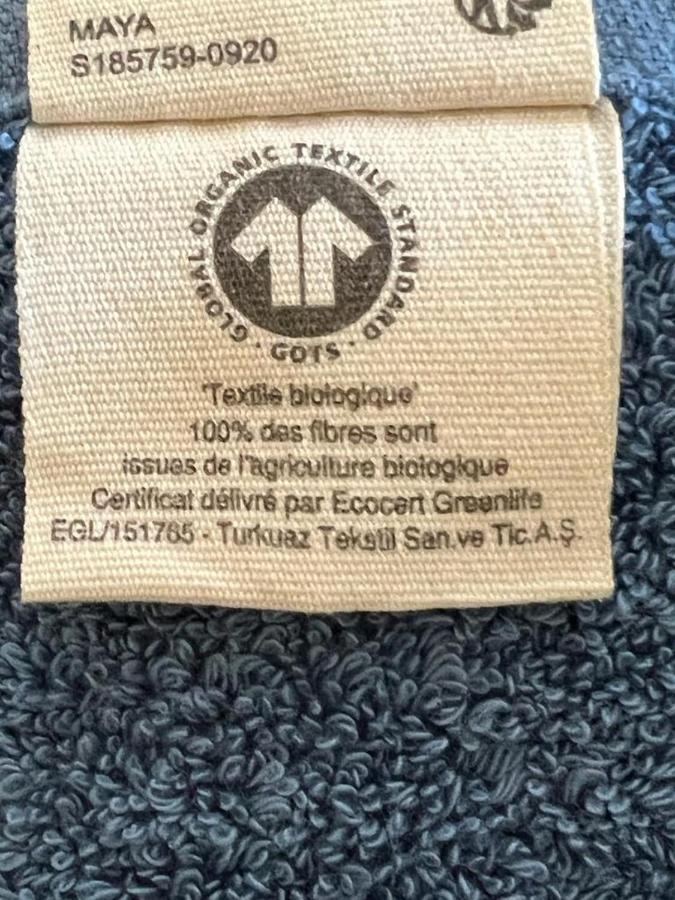 MAYA
S185759-0920
GLOBAL ORGANIC TEXTILE STANDARD · GOTS ·
'Textile biologique'
100% des fibres sont
issues de l'agriculture biologique
Certificat délivré par Ecocert Greenlife
EGL/151765 - Turkuaz Tekstil San.ve Tic.A.Ş.